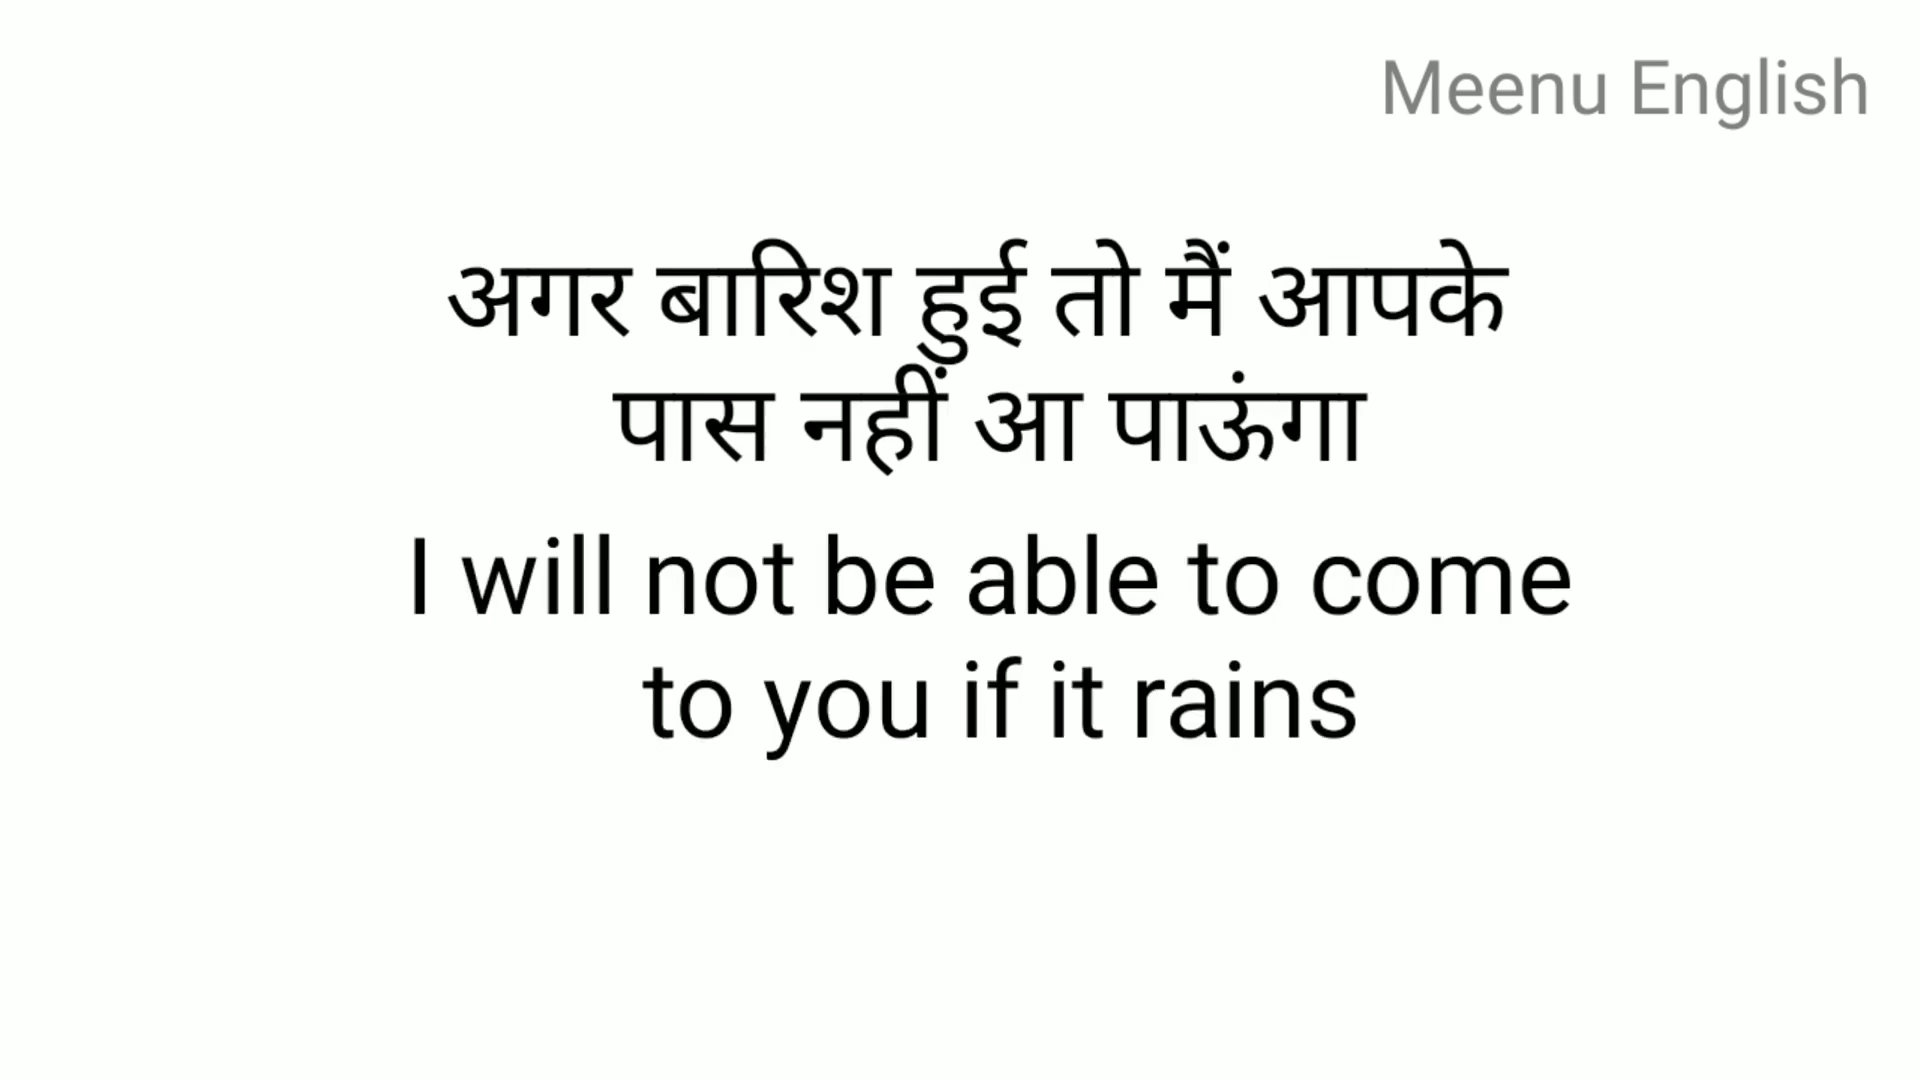 Meenu English
अगर बारिश हुई तो मैं आपके
पास नहीं आ पाऊंगा
I will not be able to come
to you if it rains